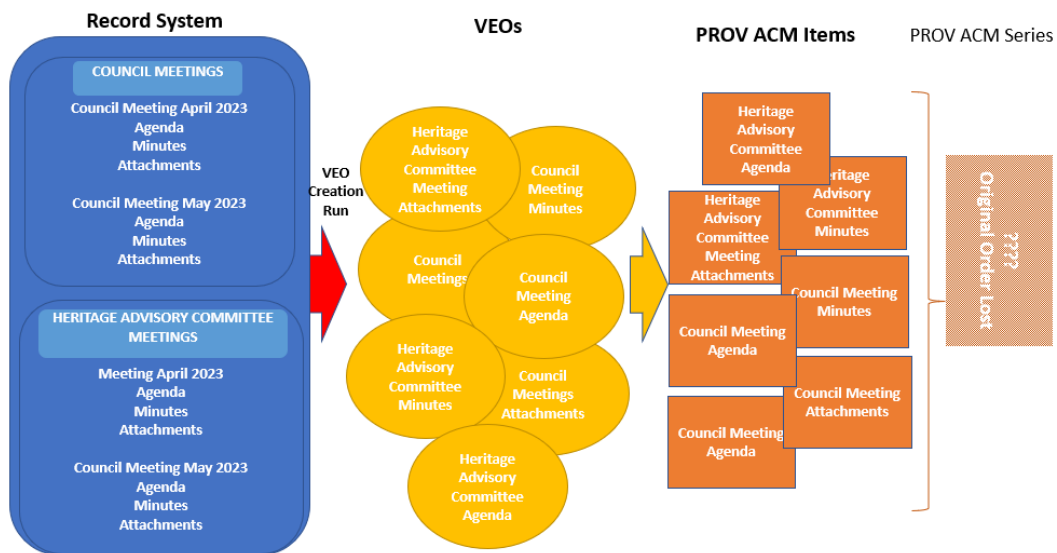 Record System
COUNCIL MEETINGS
Council Meeting April 2023
Agenda
Minutes
Attachments
Council Meeting May 2023
Agenda
Minutes
Attachments
HERITAGE ADVISORY COMMITTEE
MEETINGS
Meeting April 2023
Agenda
Minutes
Attachments
Council Meeting May 2023
Agenda
Minutes
Attachments
VEO
Creation
Run
VEOs
Heritage
Advisory
Committee
Meeting
Attachments
Council
Meeting
Minutes
Council
Meetings
Council
Meeting
Agenda
Heritage
Advisory
Committee
Minutes
Council
Meetings
Attachments
Heritage
Advisory
Committee
Agenda
PROV ACM Items
Heritage
Advisory
Committee
Agenda
Heritage
Advisory
Committee
Minutes
Heritage
Advisory
Committee
Meeting
Attachments
Council Meeting
Minutes
Council Meeting
Agenda
Council Meeting
Attachments
Council Meeting
Agenda
PROV ACM Series
????
Original Order Lost